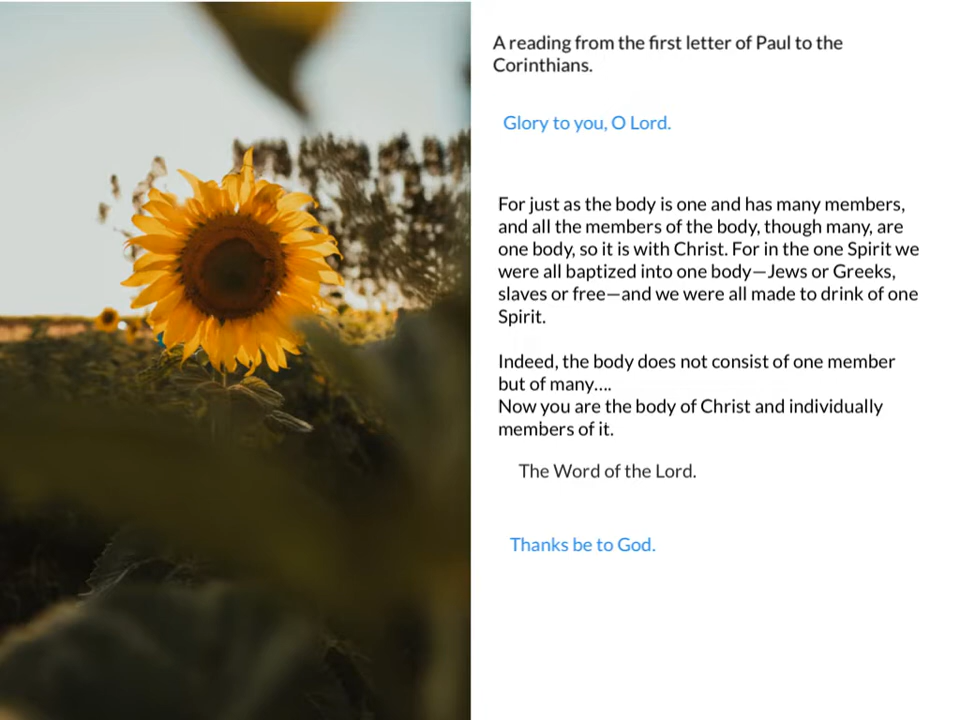 A reading from the first letter of Paul to the
Corinthians.
Glory to you, O Lord.
For just as the body is one and has many members,
and all the members of the body, though many, are
one body, so it is with Christ. For in the one Spirit we
were all baptized into one body—Jews or Greeks,
slaves or free—and we were all made to drink of one
Spirit.
Indeed, the body does not consist of one member
but of many....
Now you are the body of Christ and individually
members of it.
The Word of the Lord.
Thanks be to God.